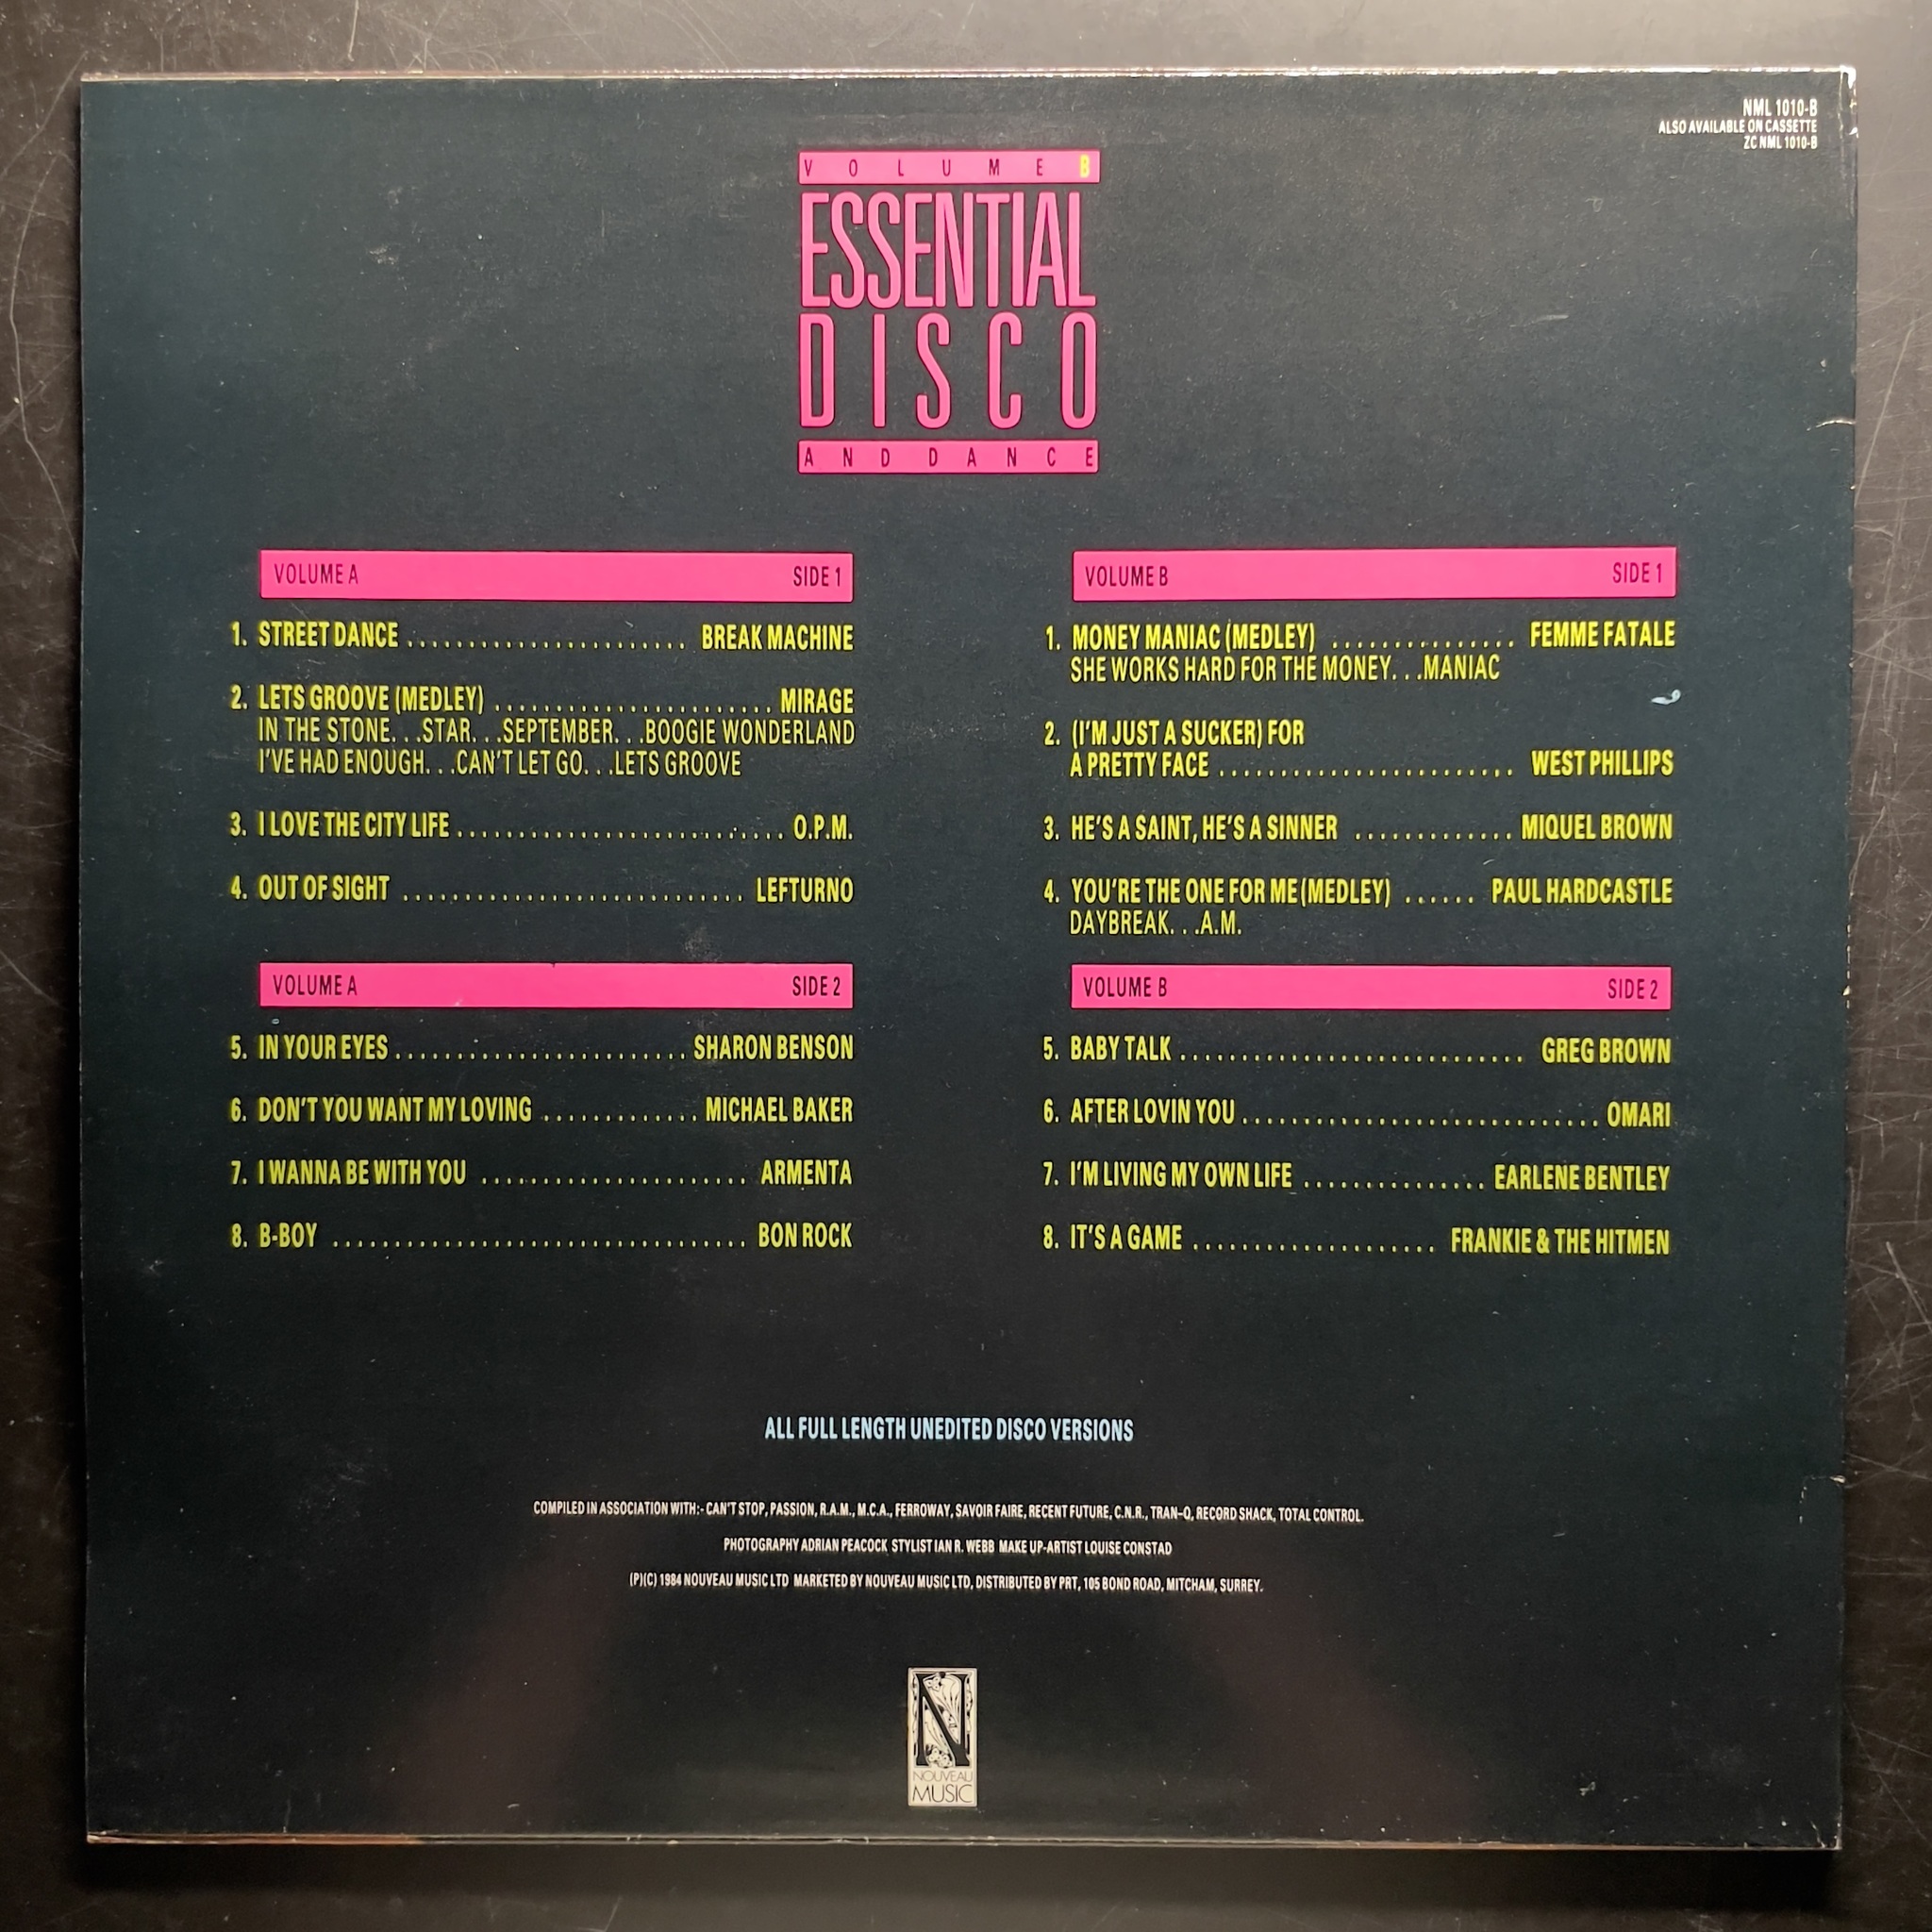 NML 1010-B
ALSO AVAILABLE ON CASSETTE
ZC NML 1010-B
VOLUME B
ESSENTIAL
DISCO
AND DANCE
VOLUME A SIDE 1
1. STREET DANCE ....................... BREAK MACHINE
2. LETS GROOVE (MEDLEY) ....................... MIRAGE
IN THE STONE. . .STAR. . .SEPTEMBER. . .BOOGIE WONDERLAND
I'VE HAD ENOUGH. . .CAN'T LET GO. . .LETS GROOVE
3. I LOVE THE CITY LIFE ........................... O.P.M.
4. OUT OF SIGHT ............................ LEFTURNO
VOLUME A SIDE 2
5. IN YOUR EYES ........................ SHARON BENSON
6. DON'T YOU WANT MY LOVING ............. MICHAEL BAKER
7. I WANNA BE WITH YOU ...................... ARMENTA
8. B-BOY .................................. BON ROCK
VOLUME B SIDE 1
1. MONEY MANIAC (MEDLEY) ............... FEMME FATALE
SHE WORKS HARD FOR THE MONEY. . .MANIAC
2. (I'M JUST A SUCKER) FOR
A PRETTY FACE ......................... WEST PHILLIPS
3. HE'S A SAINT, HE'S A SINNER ............. MIQUEL BROWN
4. YOU'RE THE ONE FOR ME (MEDLEY) ...... PAUL HARDCASTLE
DAYBREAK. . .A.M.
VOLUME B SIDE 2
5. BABY TALK ............................. GREG BROWN
6. AFTER LOVIN YOU ............................. OMARI
7. I'M LIVING MY OWN LIFE ............... EARLENE BENTLEY
8. IT'S A GAME .................... FRANKIE & THE HITMEN
ALL FULL LENGTH UNEDITED DISCO VERSIONS
COMPILED IN ASSOCIATION WITH:- CAN'T STOP, PASSION, R.A.M., M.C.A., FERROWAY, SAVOIR FAIRE, RECENT FUTURE, C.N.R., TRAN-Q, RECORD SHACK, TOTAL CONTROL.
PHOTOGRAPHY ADRIAN PEACOCK STYLIST IAN R. WEBB MAKE UP-ARTIST LOUISE CONSTAD
(P)(C) 1984 NOUVEAU MUSIC LTD MARKETED BY NOUVEAU MUSIC LTD, DISTRIBUTED BY PRT, 105 BOND ROAD, MITCHAM, SURREY.
N
NOUVEAU
MUSIC